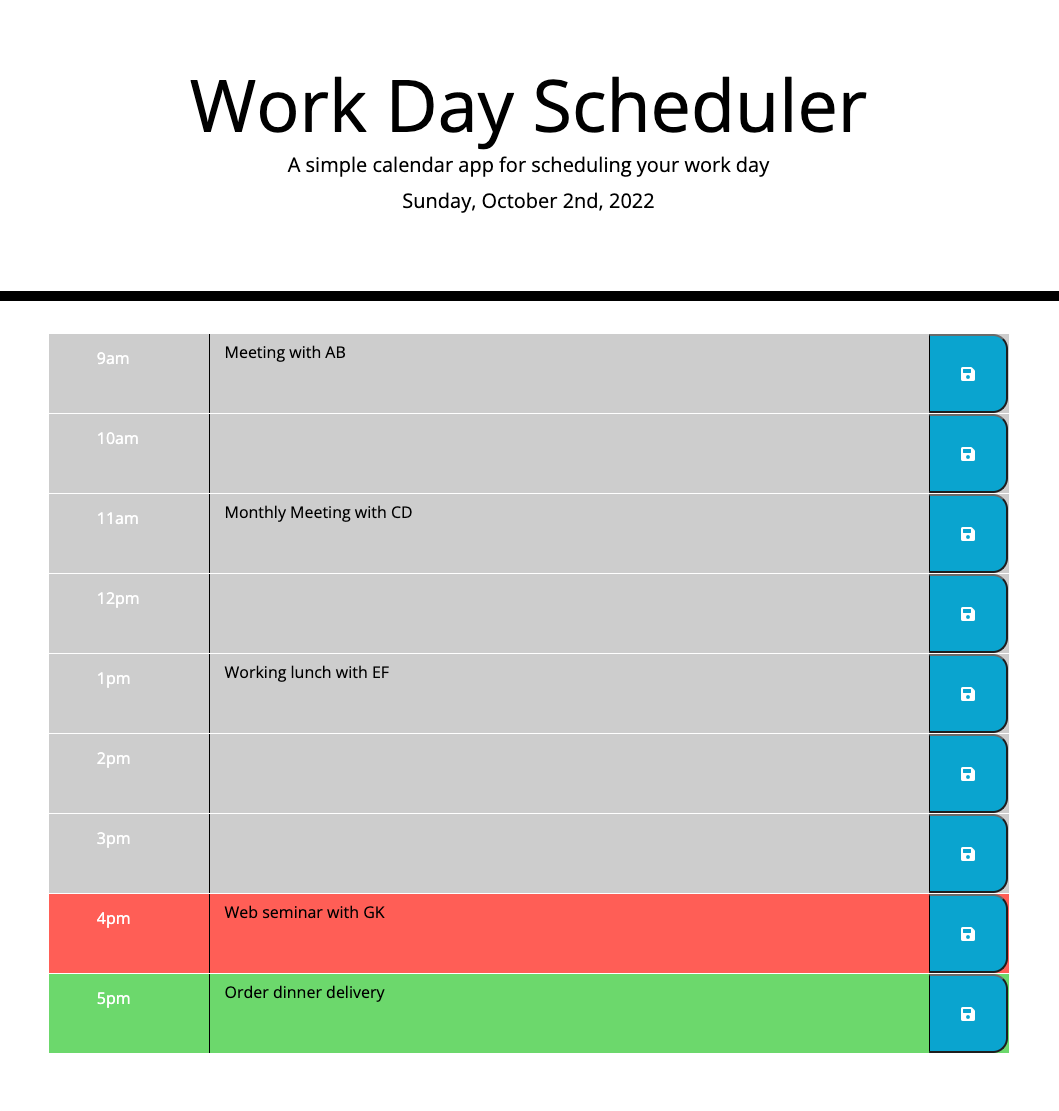 Work Day Scheduler
A simple calendar app for scheduling your work day
Sunday, October 2nd, 2022
9am Meeting with AB
10am
11am Monthly Meeting with CD
12pm
1pm Working lunch with EF
2pm
3pm
4pm Web seminar with GK
5pm Order dinner delivery